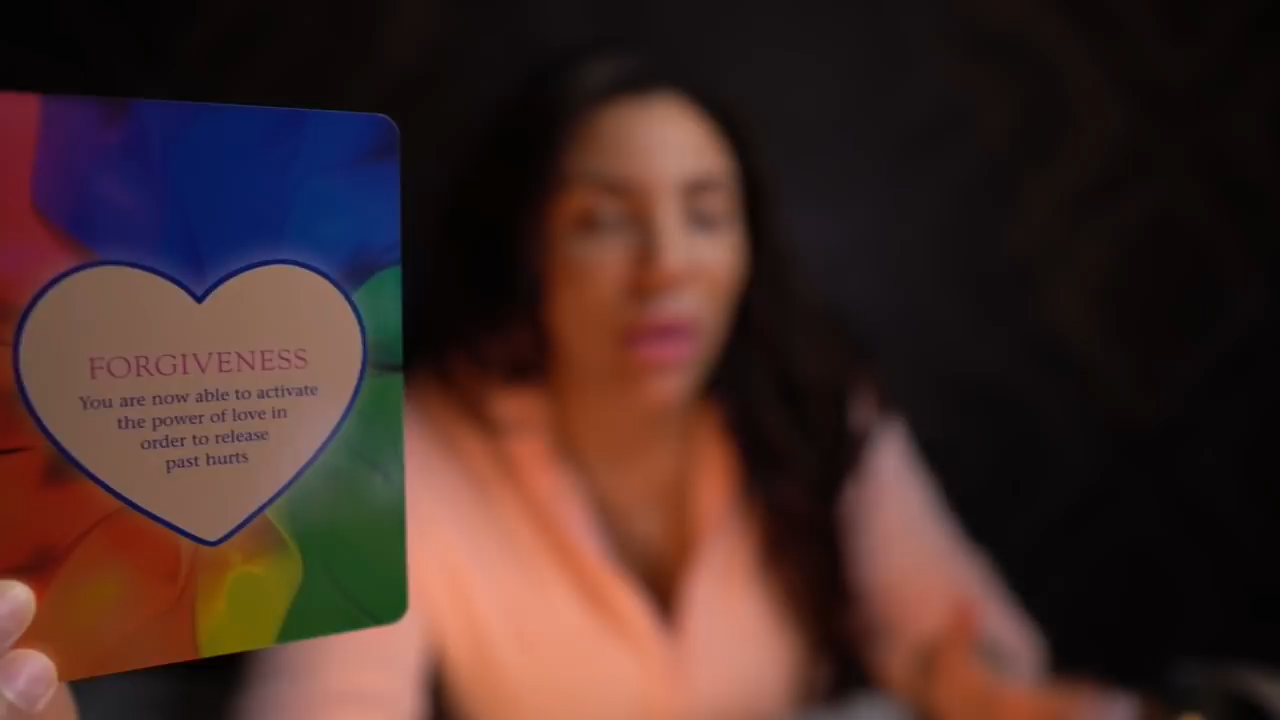 FORGIVENESS
You are now able to activate
the power of love in
order to release
past hurts